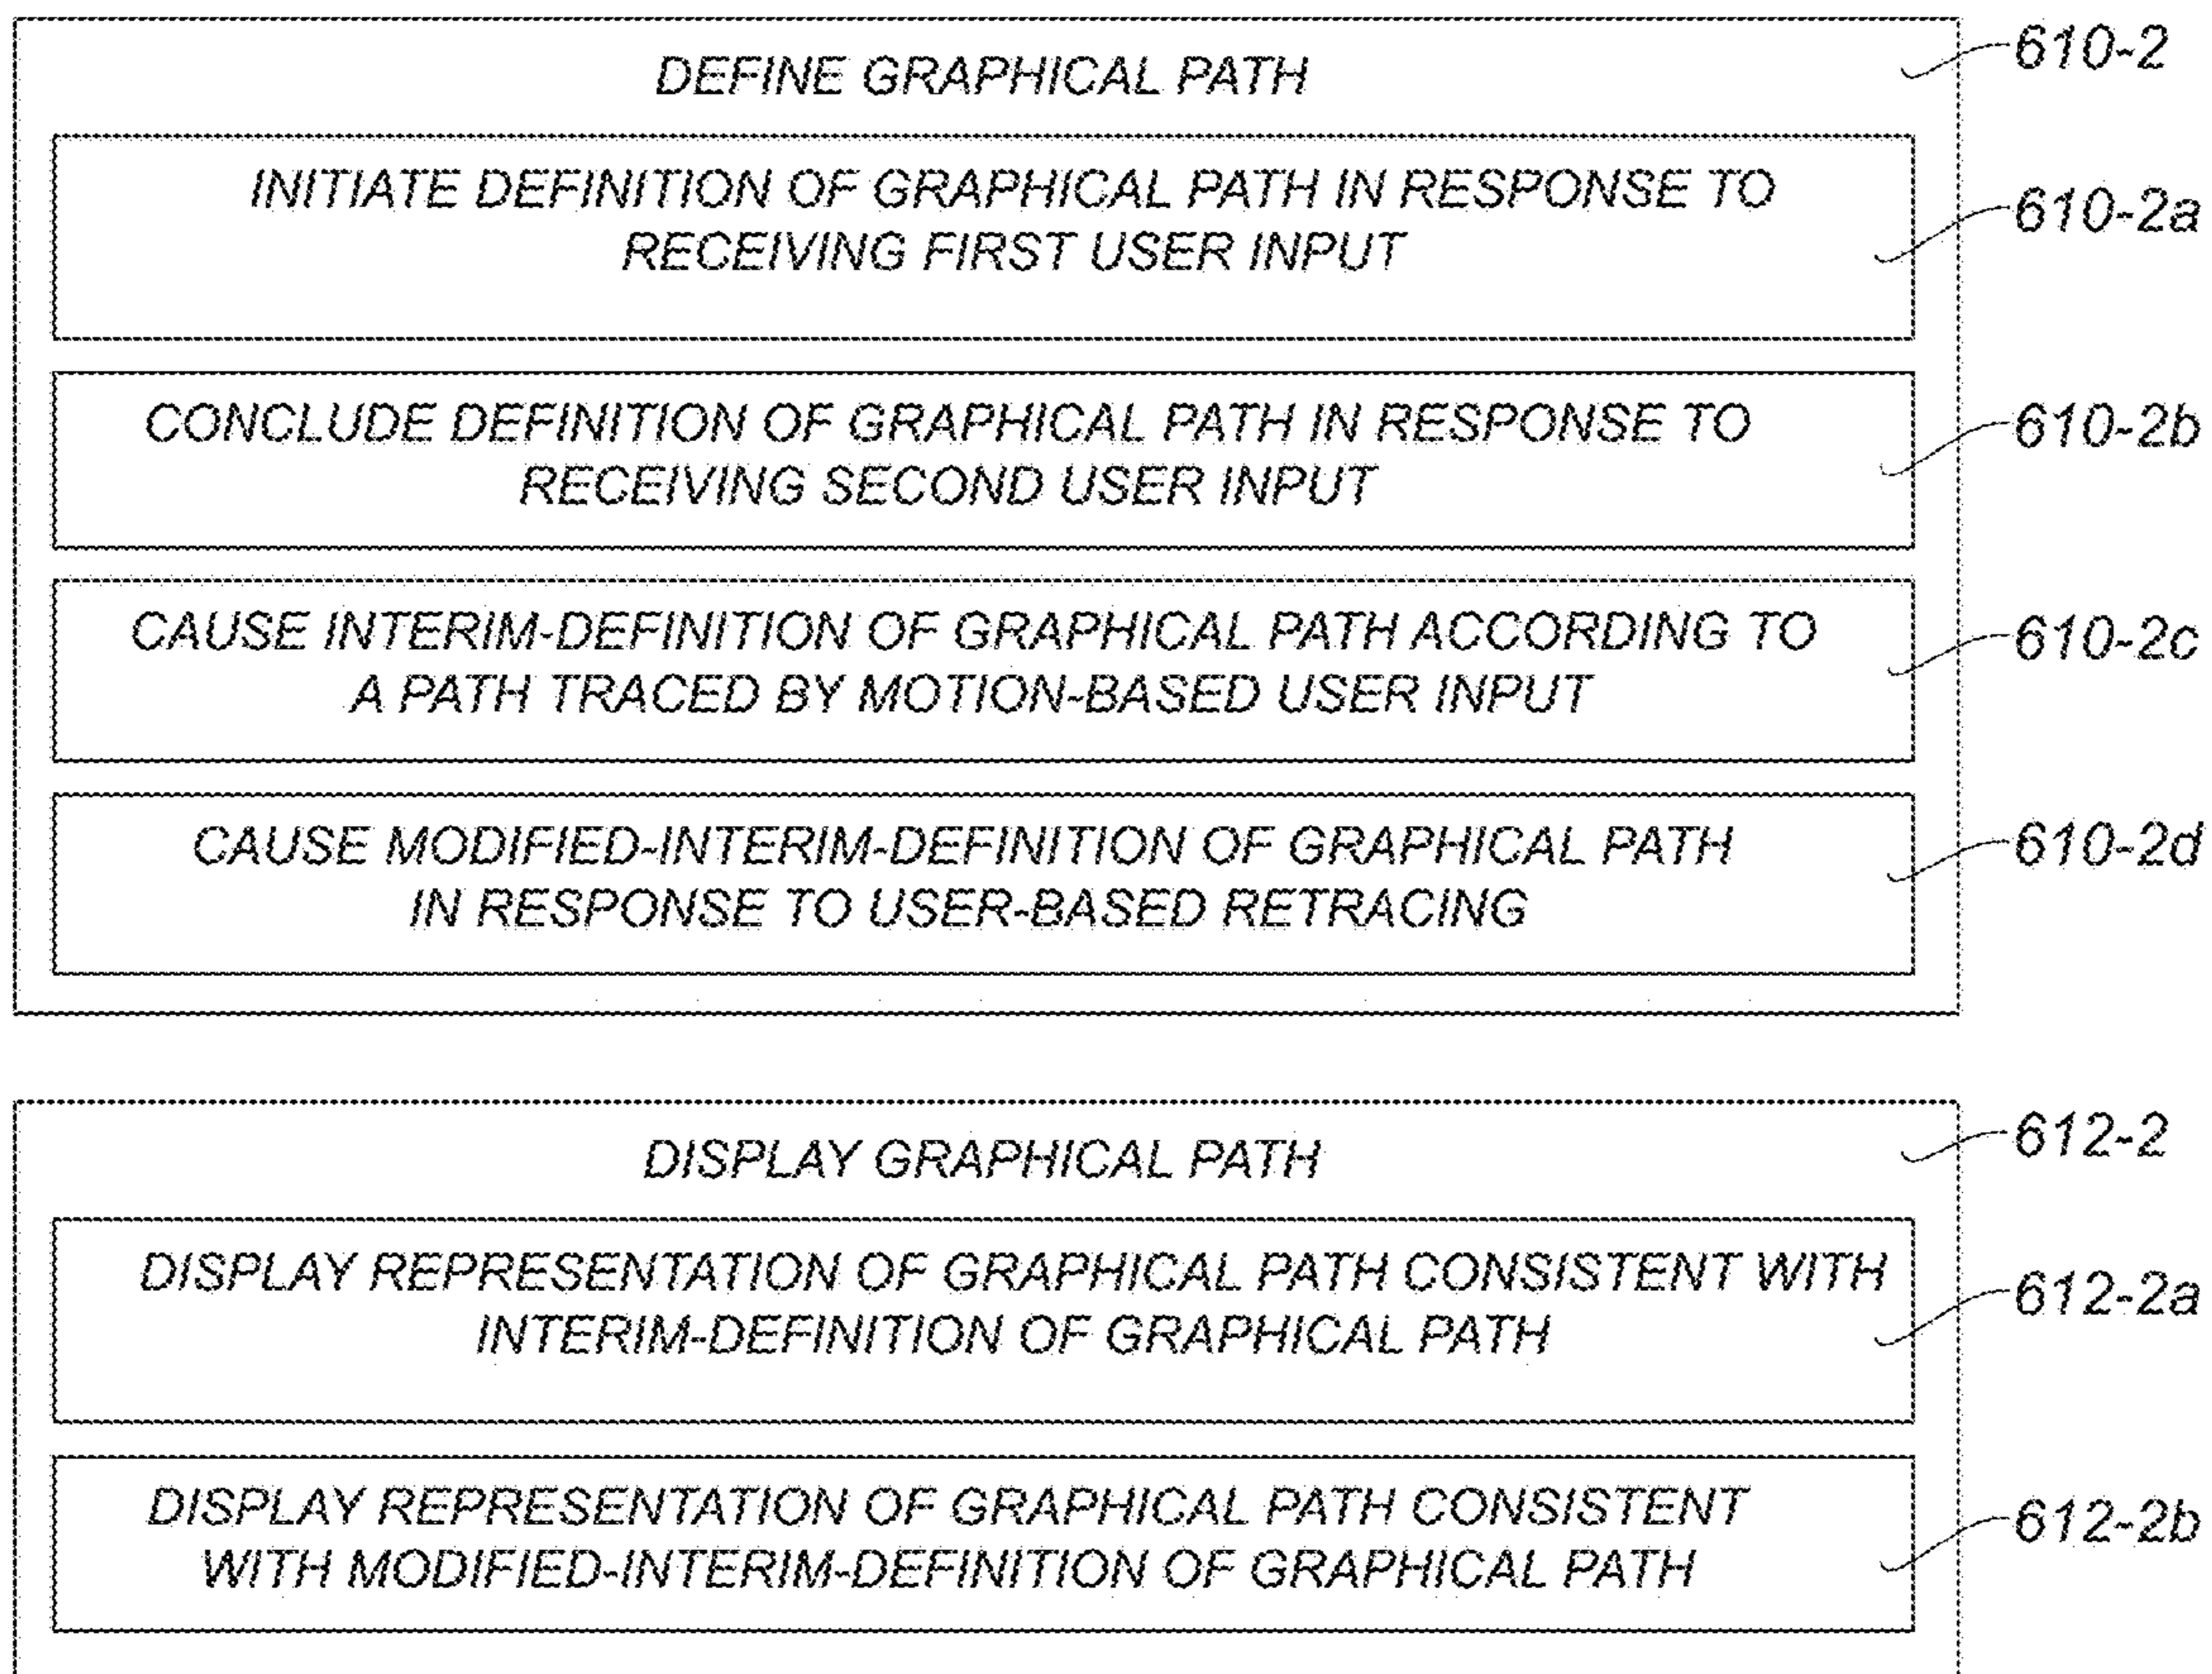 DEFINE GRAPHICAL PATH
610-2
INITIATE DEFINITION OF GRAPHICAL PATH IN RESPONSE TO
RECEIVING FIRST USER INPUT
610-2a
CONCLUDE DEFINITION OF GRAPHICAL PATH IN RESPONSE TO
RECEIVING SECOND USER INPUT
610-2b
CAUSE INTERIM-DEFINITION OF GRAPHICAL PATH ACCORDING TO
A PATH TRACED BY MOTION-BASED USER INPUT
610-2c
CAUSE MODIFIED-INTERIM-DEFINITION OF GRAPHICAL PATH
IN RESPONSE TO USER-BASED RETRACING
610-2d
DISPLAY GRAPHICAL PATH
612-2
DISPLAY REPRESENTATION OF GRAPHICAL PATH CONSISTENT WITH
INTERIM-DEFINITION OF GRAPHICAL PATH
612-2a
DISPLAY REPRESENTATION OF GRAPHICAL PATH CONSISTENT
WITH MODIFIED-INTERIM-DEFINITION OF GRAPHICAL PATH
612-2b